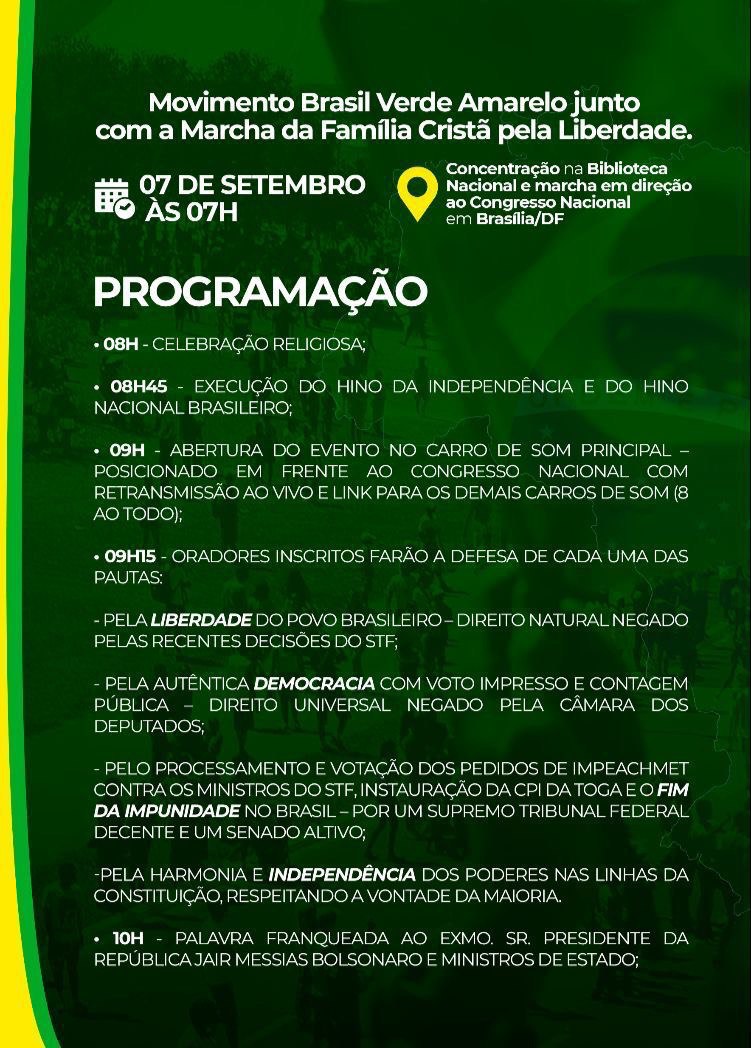 Movimento Brasil Verde Amarelo junto
com a Marcha da Família Cristã pela Liberdade.
07 DE SETEMBRO
ÀS 07H
Concentração na Biblioteca
Nacional e marcha em direção
ao Congresso Nacional
em Brasília/DF
PROGRAMAÇÃO
• 08H - CELEBRAÇÃO RELIGIOSA;
• 08H45 - EXECUÇÃO DO HINO DA INDEPENDÊNCIA E DO HINO
NACIONAL BRASILEIRO;
• 09H - ABERTURA DO EVENTO NO CARRO DE SOM PRINCIPAL –
POSICIONADO EM FRENTE AO CONGRESSO NACIONAL COM
RETRANSMISSÃO AO VIVO E LINK PARA OS DEMAIS CARROS DE SOM (8
AO TODO);
• 09H15 - ORADORES INSCRITOS FARÃO A DEFESA DE CADA UMA DAS
PAUTAS:
- PELA LIBERDADE DO POVO BRASILEIRO – DIREITO NATURAL NEGADO
PELAS RECENTES DECISÕES DO STF;
- PELA AUTÊNTICA DEMOCRACIA COM VOTO IMPRESSO E CONTAGEM
PÚBLICA – DIREITO UNIVERSAL NEGADO PELA CÂMARA DOS
DEPUTADOS;
- PELO PROCESSAMENTO E VOTAÇÃO DOS PEDIDOS DE IMPEACHMET
CONTRA OS MINISTROS DO STF, INSTAURAÇÃO DA CPI DA TOGA E O FIM
DA IMPUNIDADE NO BRASIL – POR UM SUPREMO TRIBUNAL FEDERAL
DECENTE E UM SENADO ALTIVO;
-PELA HARMONIA E INDEPENDÊNCIA DOS PODERES NAS LINHAS DA
CONSTITUIÇÃO, RESPEITANDO A VONTADE DA MAIORIA.
• 10H - PALAVRA FRANQUEADA AO EXMO. SR. PRESIDENTE DA
REPÚBLICA JAIR MESSIAS BOLSONARO E MINISTROS DE ESTADO;